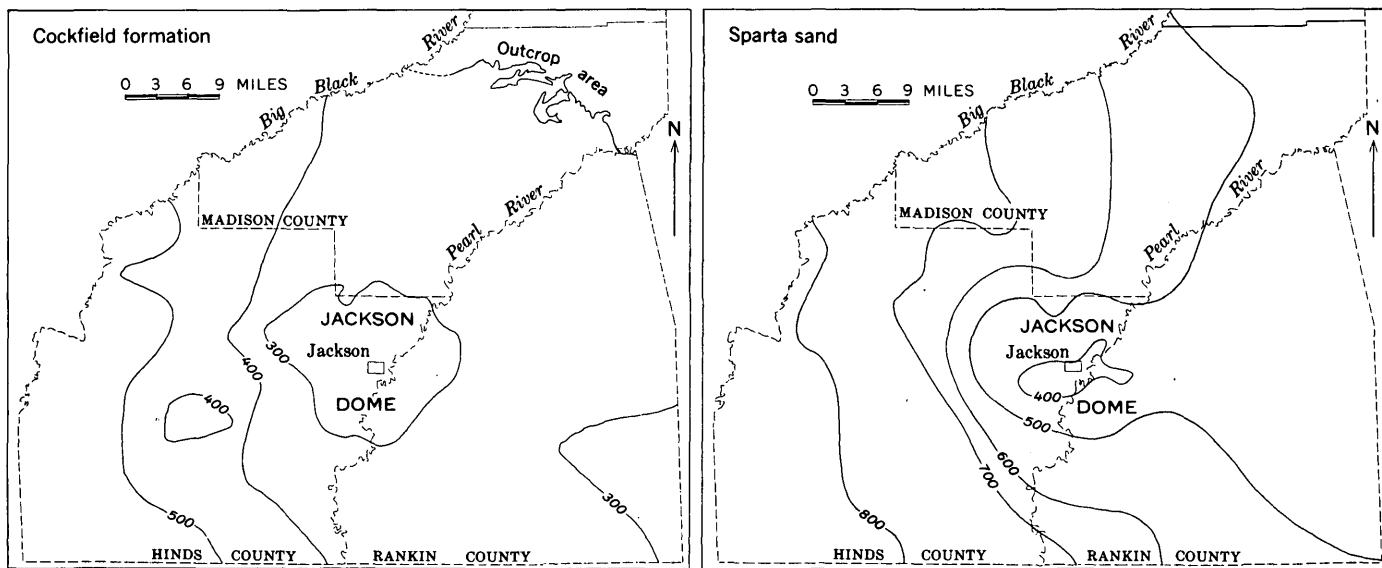 Cockfield formation
0 3 6 9 MILES
Big Black River
Outcrop
area
N
MADISON COUNTY
Pearl River
JACKSON
Jackson
DOME
300
400
400
500
300
HINDS COUNTY
RANKIN COUNTY
Sparta sand
0 3 6 9 MILES
Big Black River
N
MADISON COUNTY
Pearl River
JACKSON
Jackson
400
DOME
500
600
700
800
HINDS COUNTY
RANKIN COUNTY